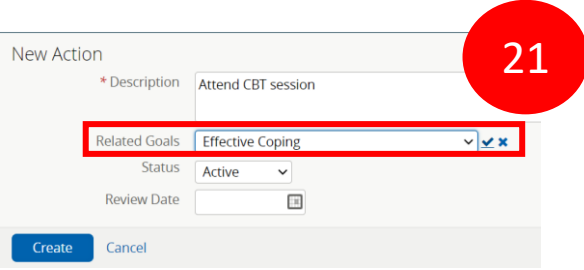 New Action
21
* Description Attend CBT session
Related Goals Effective Coping
Status Active
Review Date
Create Cancel